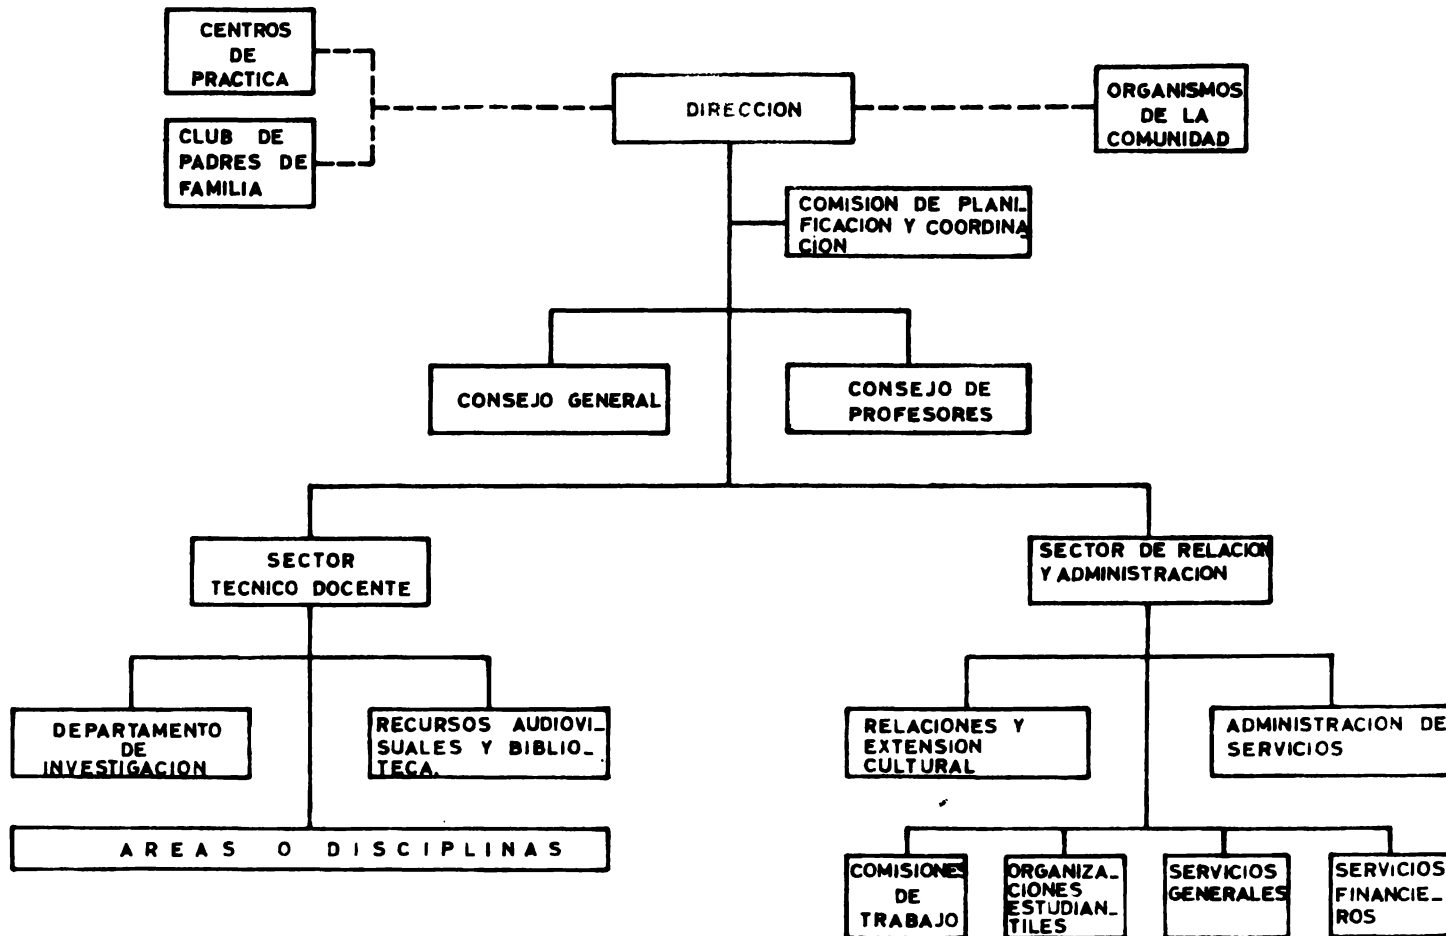 CENTROS
DE
PRACTICA
DIRECCION
ORGANISMOS
DE LA
COMUNIDAD
CLUB DE
PADRES DE
FAMILIA
COMISION DE PLANI_
FICACION Y COORDINA
CION
CONSEJO GENERAL
CONSEJO DE
PROFESORES
SECTOR
TECNICO DOCENTE
SECTOR DE RELACION
Y ADMINISTRACION
DEPARTAMENTO
DE
INVESTIGACION
RECURSOS AUDIOVI_
SUALES Y BIBLIO_
TECA.
RELACIONES Y
EXTENSION
CULTURAL
ADMINISTRACION DE
SERVICIOS
AREAS O DISCIPLINAS
COMISIONES
DE
TRABAJO
ORGANIZA_
CIONES
ESTUDIAN_
TILES
SERVICIOS
GENERALES
SERVICIOS
FINANCIE_
ROS